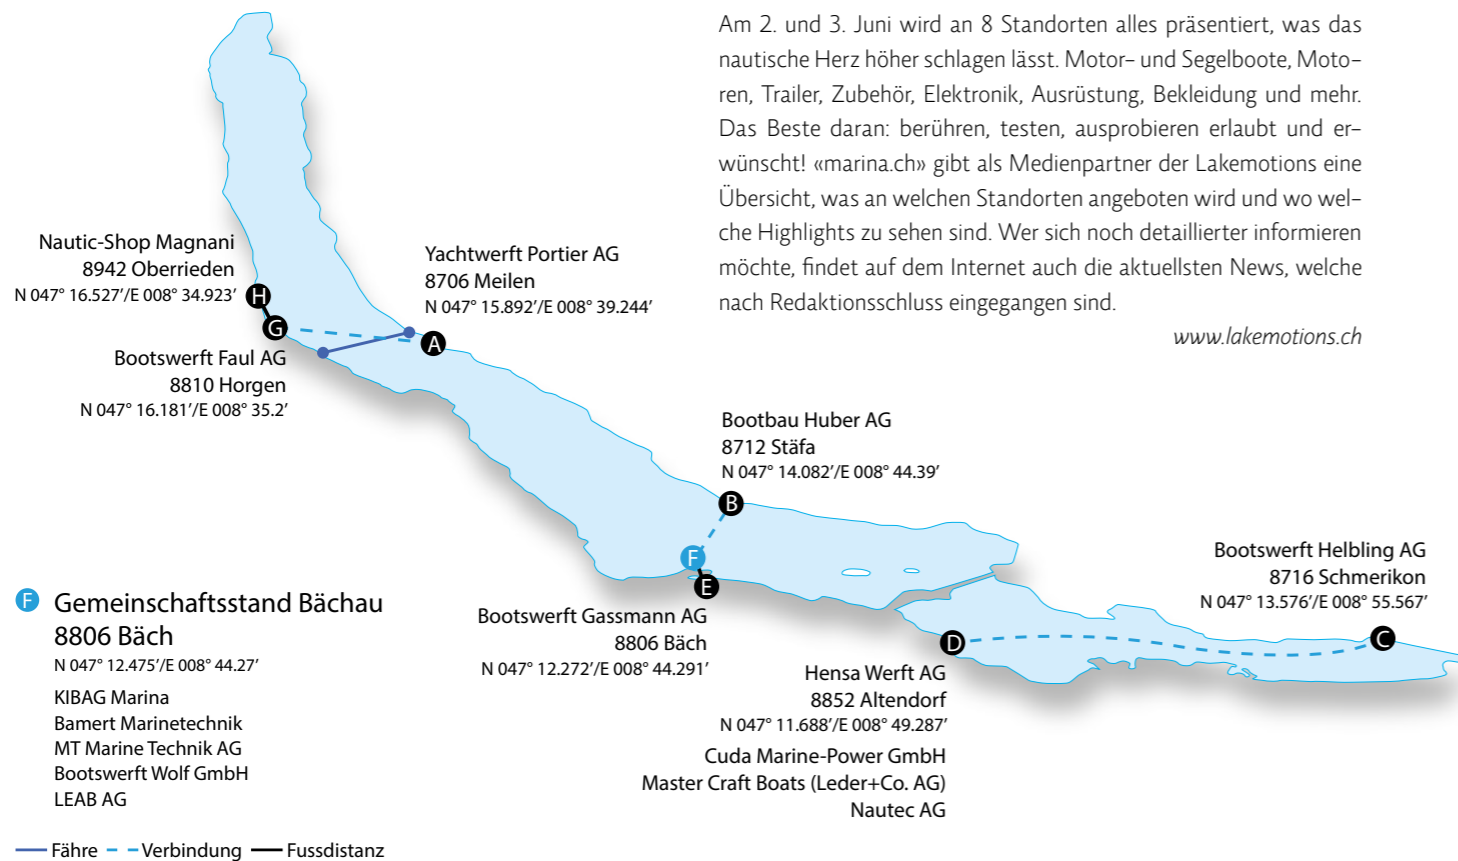 Am 2. und 3. Juni wird an 8 Standorten alles präsentiert, was das
nautische Herz höher schlagen lässt. Motor- und Segelboote, Moto-
ren, Trailer, Zubehör, Elektronik, Ausrüstung, Bekleidung und mehr.
Das Beste daran: berühren, testen, ausprobieren erlaubt und er-
wünscht! «marina.ch» gibt als Medienpartner der Lakemotions eine
Übersicht, was an welchen Standorten angeboten wird und wo wel-
che Highlights zu sehen sind. Wer sich noch detaillierter informieren
möchte, findet auf dem Internet auch die aktuellsten News, welche
nach Redaktionsschluss eingegangen sind.
www.lakemotions.ch
Nautic-Shop Magnani
8942 Oberrieden
N 047° 16.527'/E 008° 34.923'
H
G
Bootswerft Faul AG
8810 Horgen
N 047° 16.181'/E 008° 35.2'
Yachtwerft Portier AG
8706 Meilen
N 047° 15.892'/E 008° 39.244'
A
Bootbau Huber AG
8712 Stäfa
N 047° 14.082'/E 008° 44.39'
B
F
E
Bootswerft Gassmann AG
8806 Bäch
N 047° 12.272'/E 008° 44.291'
Bootswerft Helbling AG
8716 Schmerikon
N 047° 13.576'/E 008° 55.567'
C
D
Hensa Werft AG
8852 Altendorf
N 047° 11.688'/E 008° 49.287'
Cuda Marine-Power GmbH
Master Craft Boats (Leder+Co. AG)
Nautec AG
F Gemeinschaftsstand Bächau
8806 Bäch
N 047° 12.475'/E 008° 44.27'
KIBAG Marina
Bamert Marinetechnik
MT Marine Technik AG
Bootswerft Wolf GmbH
LEAB AG
Fähre Verbindung Fussdistanz